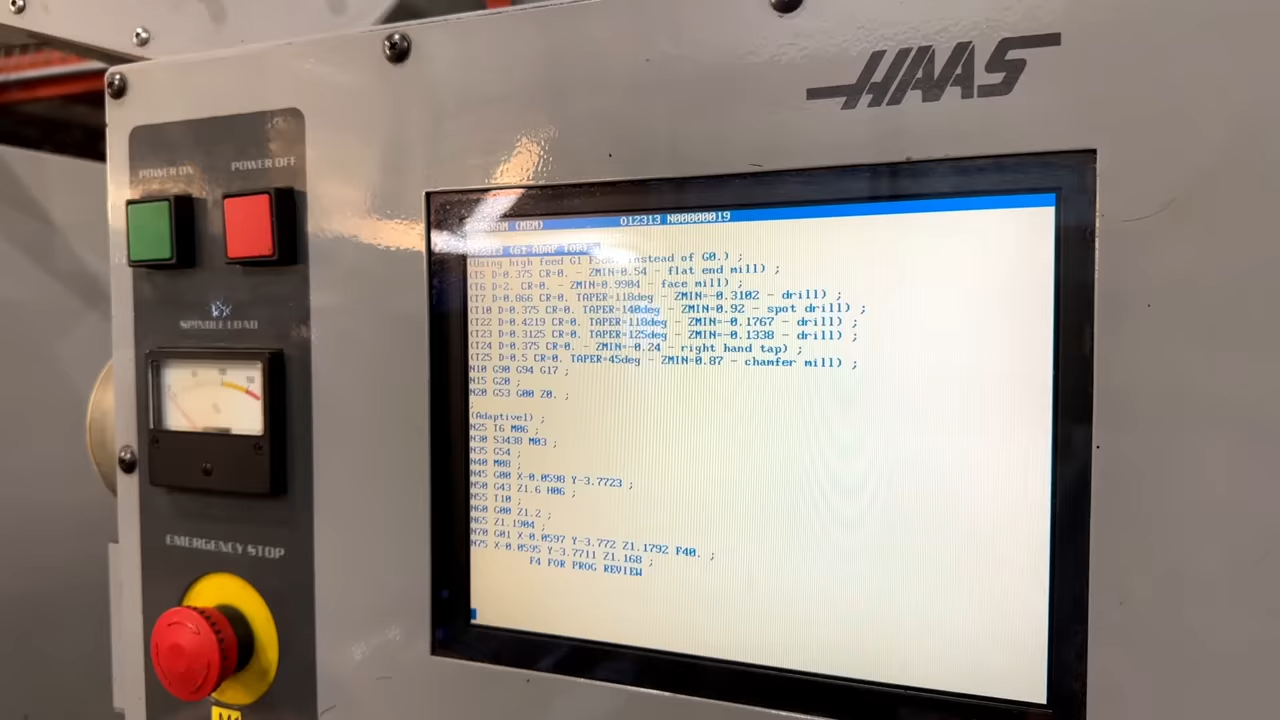 HAAS
POWER ON
POWER OFF
SPINDLE LOAD
EMERGENCY STOP
(MEM) O12313 N00000019
(Using high feed G1 instead of G0.) ;
(T5 D=0.375 CR=0. - ZMIN=0.54 - flat end mill) ;
(T6 D=2. CR=0. - ZMIN=0.9904 - face mill) ;
(T7 D=0.866 CR=0. TAPER=118deg - ZMIN=-0.3102 - drill) ;
(T10 D=0.375 CR=0. TAPER=140deg - ZMIN=0.92 - spot drill) ;
(T22 D=0.4219 CR=0. TAPER=118deg - ZMIN=-0.1767 - drill) ;
(T23 D=0.3125 CR=0. TAPER=125deg - ZMIN=-0.1338 - drill) ;
(T24 D=0.375 CR=0. - ZMIN=-0.24 - right hand tap) ;
(T25 D=0.5 CR=0. TAPER=45deg - ZMIN=0.87 - chamfer mill) ;
N10 G90 G94 G17 ;
N15 G20 ;
N20 G53 G00 Z0. ;
;
(Adaptive1) ;
N25 T6 M06 ;
N30 S3438 M03 ;
N35 G54 ;
N40 M08 ;
N45 G00 X-0.0598 Y-3.7723 ;
N50 G43 Z1.6 H06 ;
N55 T10 ;
N60 G00 Z1.2 ;
N65 Z1.1904 ;
N70 G01 X-0.0597 Y-3.772 Z1.1792 F40. ;
N75 X-0.0595 Y-3.7711 Z1.168 ;
F4 FOR PROG REVIEW